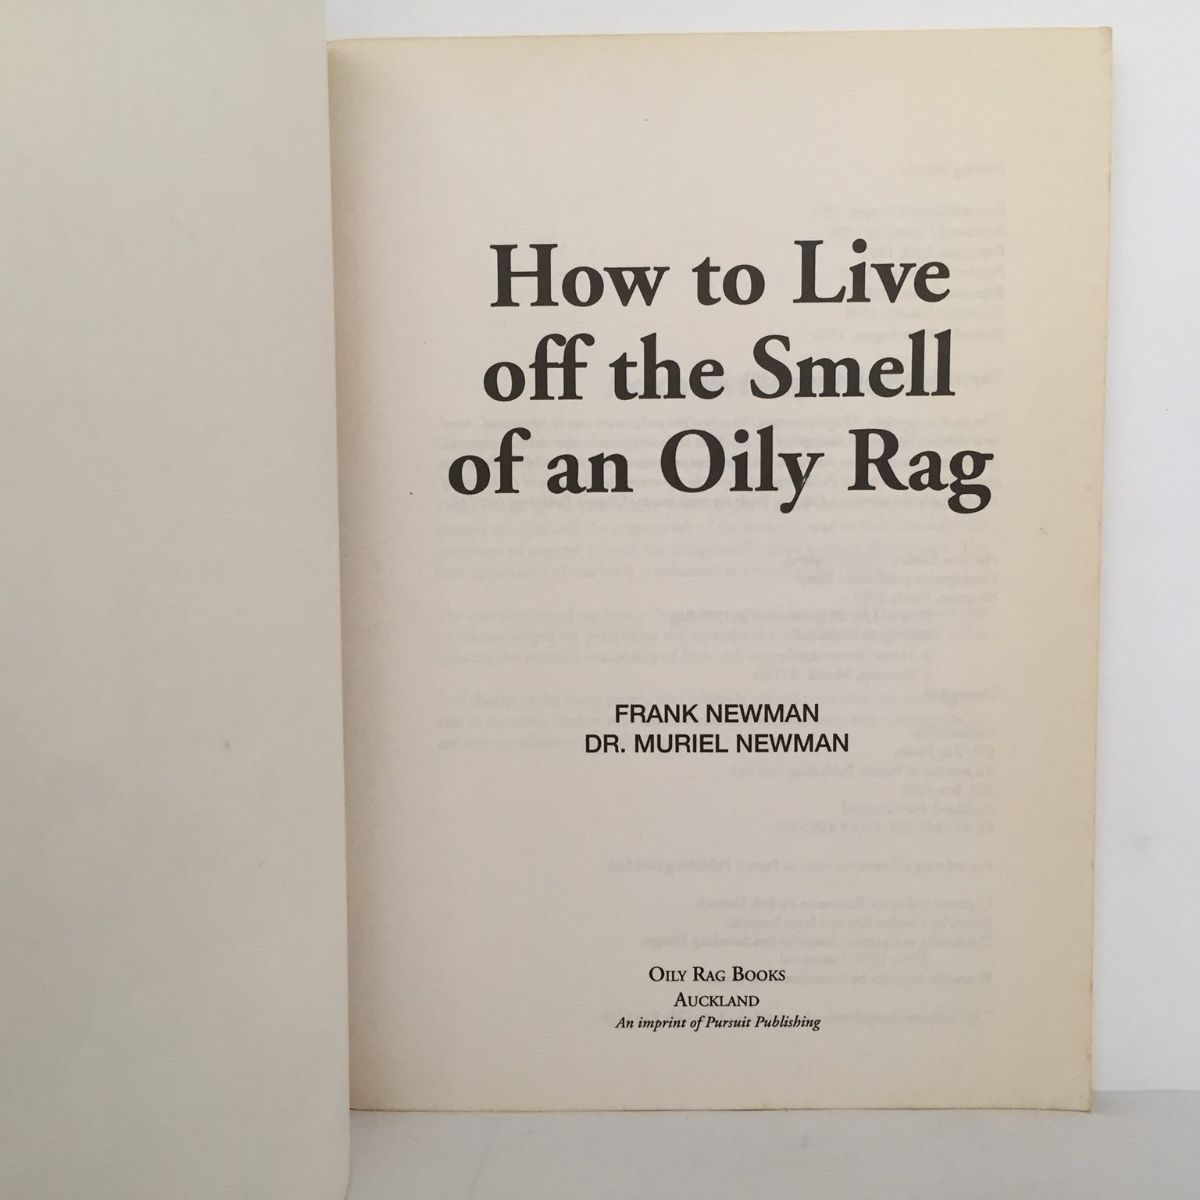 How to Live
off the Smell
of an Oily Rag
FRANK NEWMAN
DR. MURIEL NEWMAN
OILY RAG BOOKS
AUCKLAND
An imprint of Pursuit Publishing